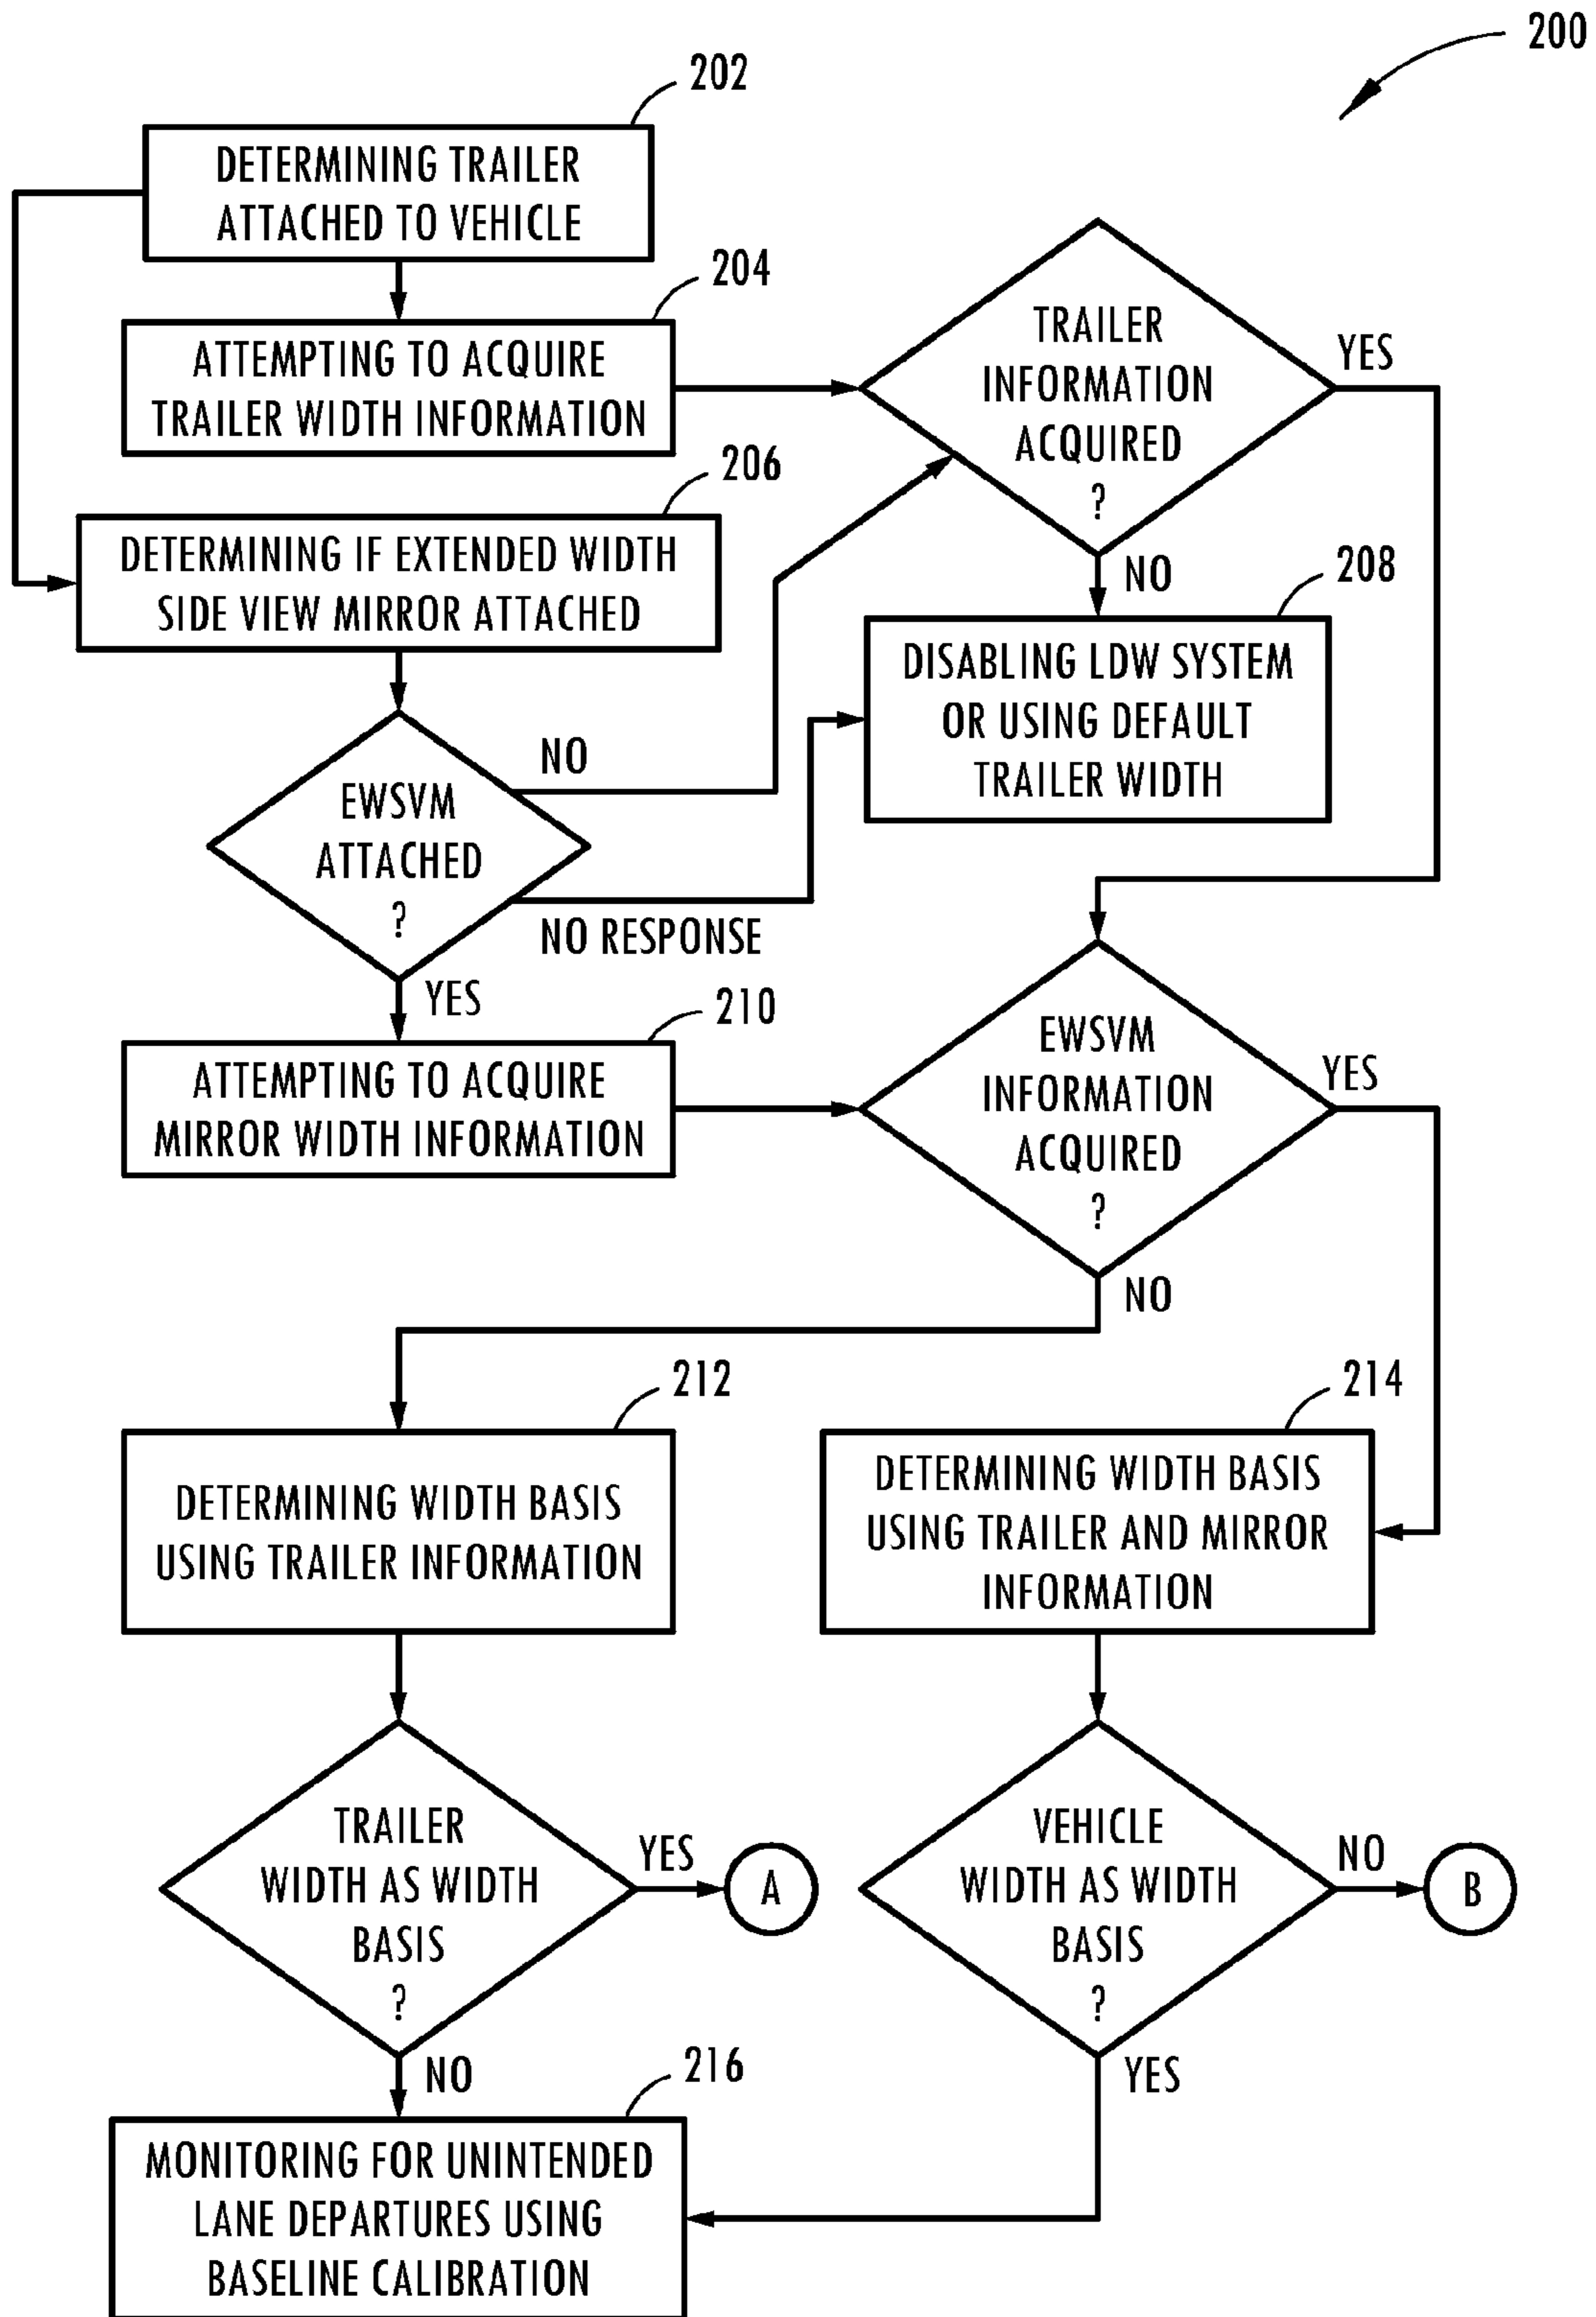 200
202
DETERMINING TRAILER
ATTACHED TO VEHICLE
204
ATTEMPTING TO ACQUIRE
TRAILER WIDTH INFORMATION
TRAILER
INFORMATION
ACQUIRED
?
YES
NO
206
DETERMINING IF EXTENDED WIDTH
SIDE VIEW MIRROR ATTACHED
208
DISABLING LDW SYSTEM
OR USING DEFAULT
TRAILER WIDTH
EWSVM
ATTACHED
?
NO
NO RESPONSE
YES
210
ATTEMPTING TO ACQUIRE
MIRROR WIDTH INFORMATION
EWSVM
INFORMATION
ACQUIRED
?
YES
NO
212
DETERMINING WIDTH BASIS
USING TRAILER INFORMATION
214
DETERMINING WIDTH BASIS
USING TRAILER AND MIRROR
INFORMATION
TRAILER
WIDTH AS WIDTH
BASIS
?
YES
A
NO
VEHICLE
WIDTH AS WIDTH
BASIS
?
NO
B
YES
216
MONITORING FOR UNINTENDED
LANE DEPARTURES USING
BASELINE CALIBRATION